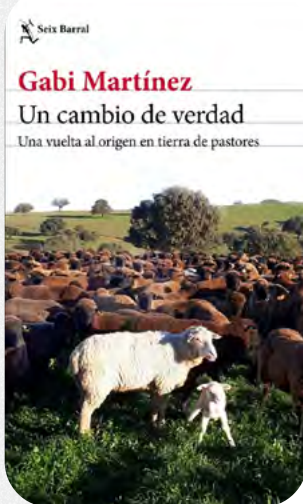 Seix Barral
Gabi Martínez
Un cambio de verdad
Una vuelta al origen en tierra de pastores